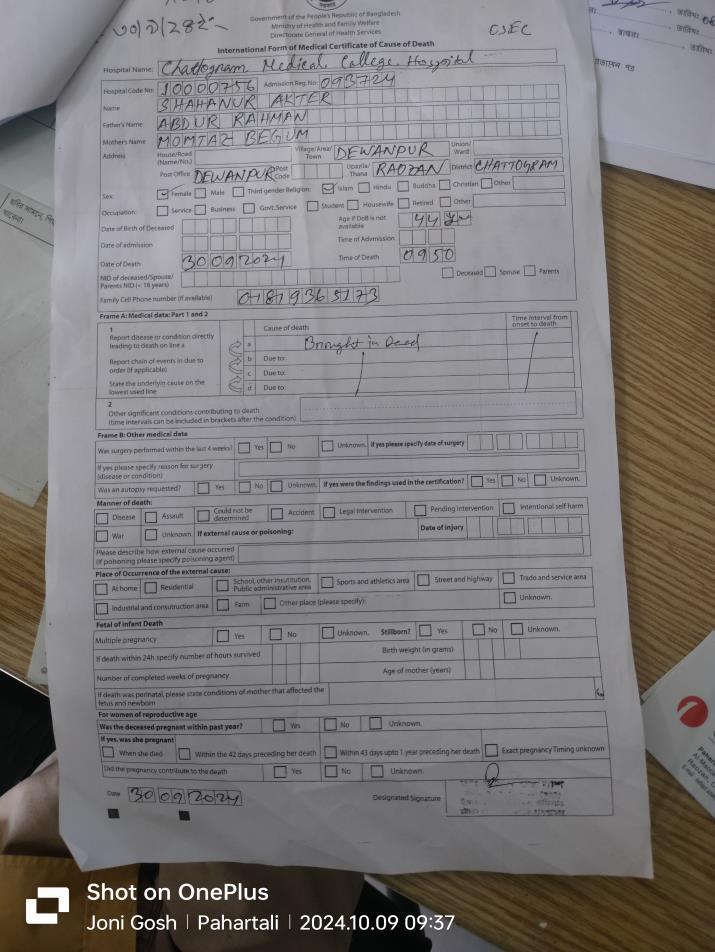 ৩০/৯/২৪ইং
Government of the People's Republic of Bangladesh
Ministry of Health and Family Welfare
Directorate General of Health Services
OSEC
International Form of Medical Certificate of Cause of Death
Hospital Name: Chattogram Medical College Hospital
Hospital Code No: 10000756 Admission Reg. No: 093724
Name SHAHANUR AKTER
Father's Name ABDUR RAHMAN
Mother's Name MOMTAZ BEGUM
Address House/Road (Name/No.) Village/Area/Town DEWANPUR Union/Ward
Post Office DEWANPUR Post Code Upazila/Thana RAOZAN District CHATTOGRAM
Sex: Female Male Third gender Religion: Islam Hindu Buddha Christian Other
Occupation: Service Business Govt.Service Student Housewife Retired Other
Date of Birth of Deceased Age if DoB is not available 44 yrs
Date of admission Time of Admission
Date of Death 30 09 2024 Time of Death 0950
NID of deceased/Spouse/ Parents NID (< 18 years) Deceased Spouse Parents
Family Cell Phone number (if available) 01819365173
Frame A: Medical data: Part 1 and 2
1 Cause of death Time interval from onset to death
Report disease or condition directly leading to death on line a
a Brought in Dead
Report chain of events in due to order (if applicable)
b Due to:
c Due to:
State the underlyin cause on the lowest used line
d Due to:
2
Other significant conditions contributing to death
(time intervals can be included in brackets after the condition)
Frame B: Other medical data
Was surgery performed within the last 4 weeks? Yes No Unknown. If yes please specify date of surgery
If yes please specify reason for surgery
(disease or condition)
Was an autopsy requested? Yes No Unknown. If yes were the findings used in the certification? Yes No Unknown.
Manner of death:
Disease Assault Could not be determined Accident Legal Intervention Pending intervention Intentional self harm
War Unknown. If external cause or poisoning: Date of injury
Please describe how external cause occurred
(If poisoning please specify poisoning agent)
Place of Occurrence of the external cause:
At home Residential School, other insutitution, Public administrative area Sports and athletics area Street and highway Trade and service area
Industrial and consutruction area Farm Other place (please specify): Unknown.
Fetal of infant Death
Multiple pregnancy Yes No Unknown. Stillborn? Yes No Unknown.
If death within 24h specify number of hours survived Birth weight (in grams)
Number of completed weeks of pregnancy Age of mother (years)
If death was perinatal, please state conditions of mother that affected the
fetus and newborn
For women of reproductive age
Was the deceased pregnant within past year? Yes No Unknown.
If yes, was she pregnant
When she died Within the 42 days preceding her death Within 43 days upto 1 year preceding her death Exact pregnancy Timing unknown
Did the pregnancy contribute to the death Yes No Unknown.
Date 30 09 2024 Designated Signature
Shot on OnePlus
Joni Gosh | Pahartali | 2024.10.09 09:37